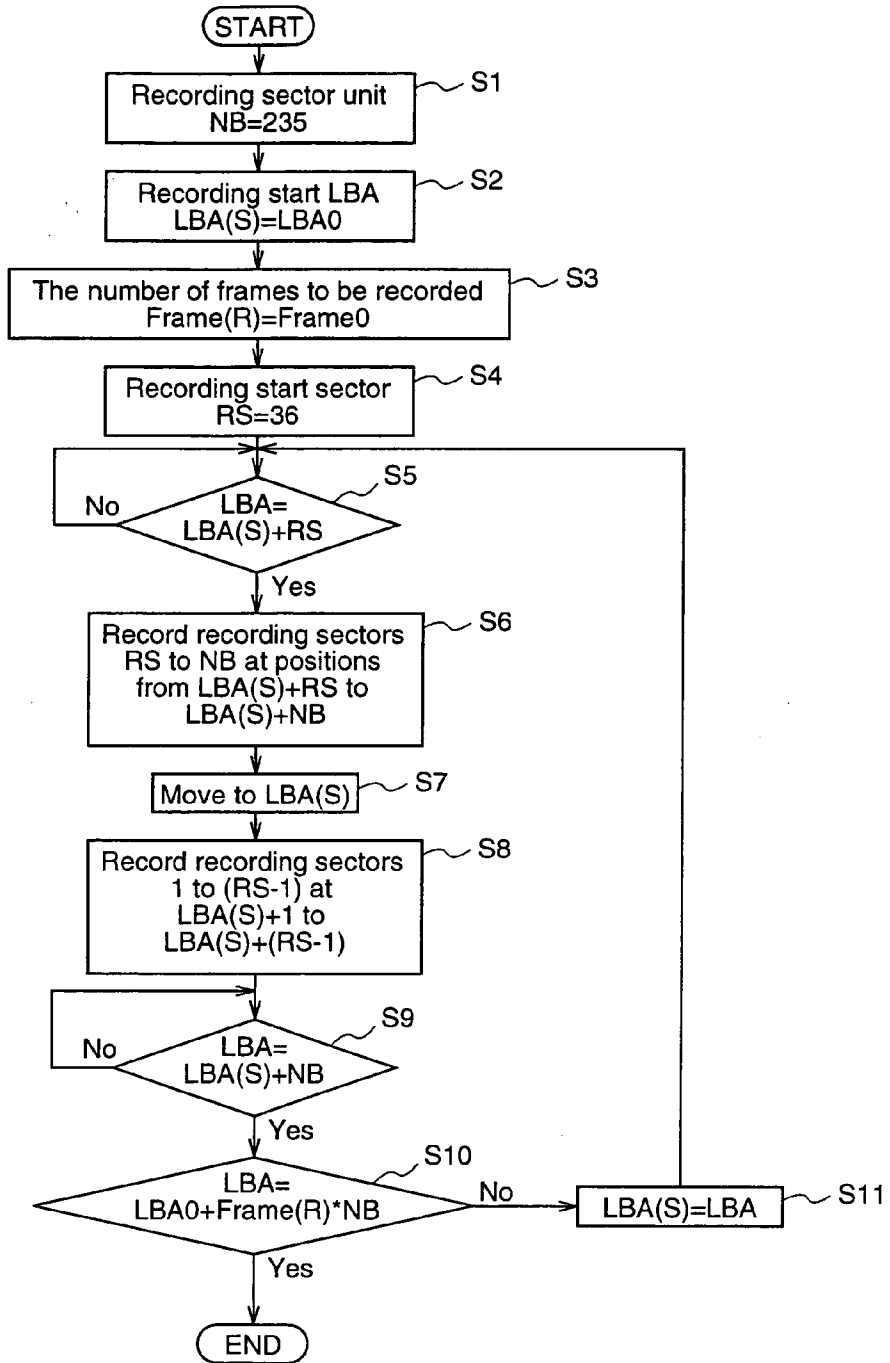 START
Recording sector unit
NB=235
S1
Recording start LBA
LBA(S)=LBA0
S2
The number of frames to be recorded
Frame(R)=Frame0
S3
Recording start sector
RS=36
S4
LBA=
LBA(S)+RS
S5
No
Yes
Record recording sectors
RS to NB at positions
from LBA(S)+RS to
LBA(S)+NB
S6
Move to LBA(S)
S7
Record recording sectors
1 to (RS-1) at
LBA(S)+1 to
LBA(S)+(RS-1)
S8
LBA=
LBA(S)+NB
S9
No
Yes
LBA=
LBA0+Frame(R)*NB
S10
No
LBA(S)=LBA
S11
Yes
END